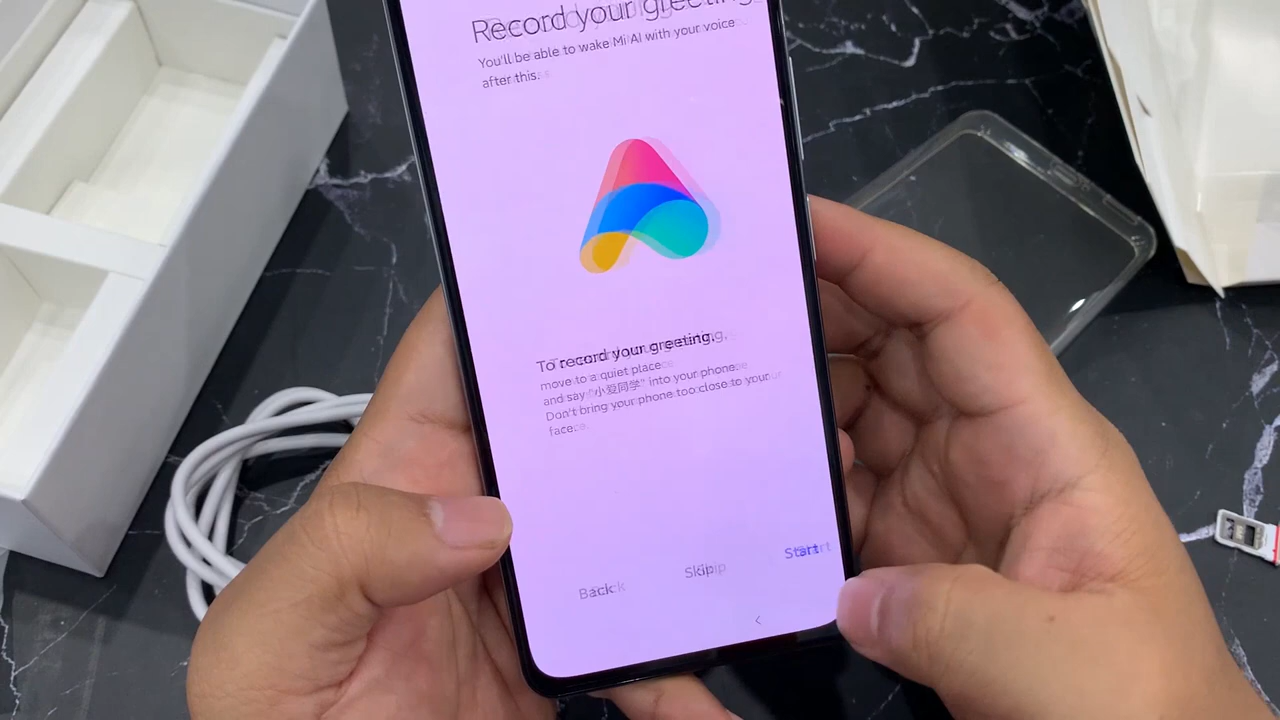 Record your greeting.
You'll be able to wake Mi AI with your voice
after this:
To record your greeting,
move to a quiet place
and say "小爱同学" into your phone.
Don't bring your phone too close to your
face.
Back
Skip
Start